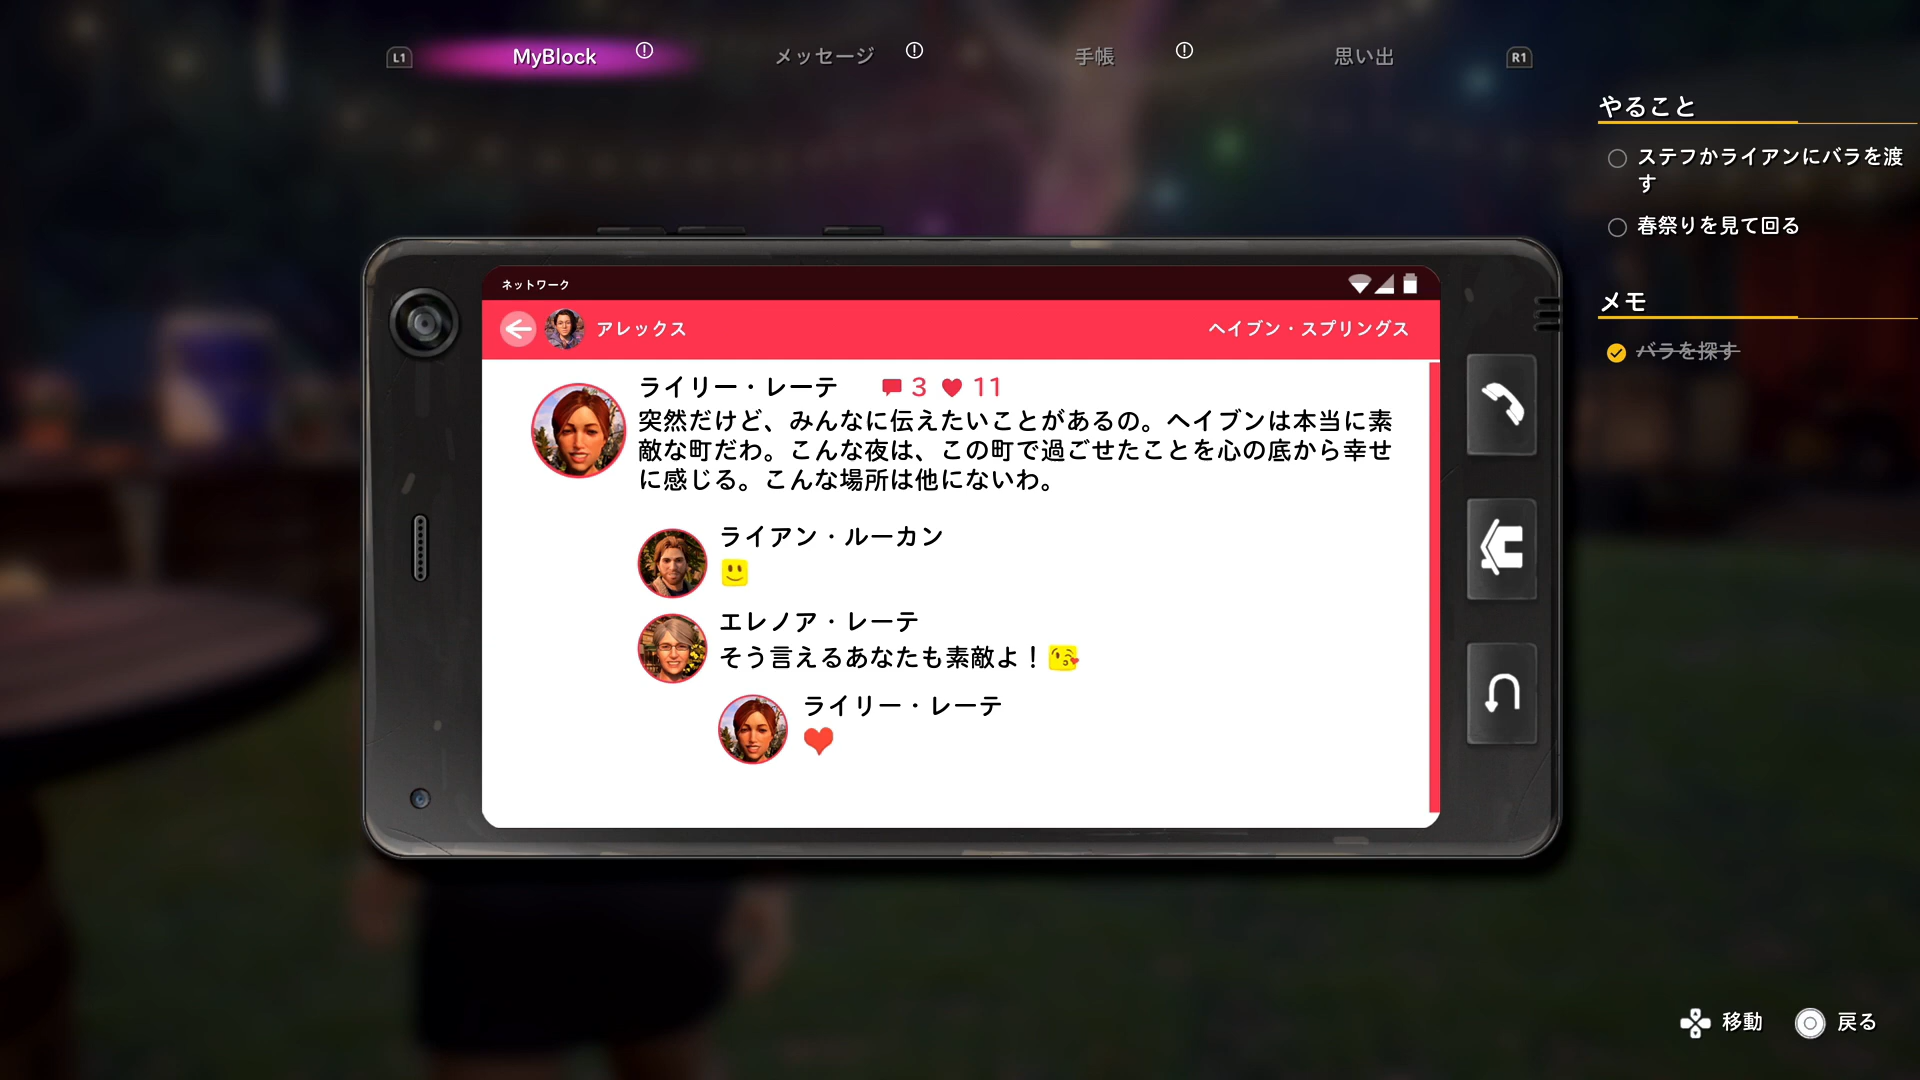 L1
MyBlock
メッセージ
手帳
思い出
R1
やること
ステフかライアンにバラを渡
す
春祭りを見て回る
メモ
バラを探す
ネットワーク
アレックス
ヘイブン・スプリングス
ライリー・レーテ 3 11
突然だけど、みんなに伝えたいことがあるの。ヘイブンは本当に素
敵な町だわ。こんな夜は、この町で過ごせたことを心の底から幸せ
に感じる。こんな場所は他にないわ。
ライアン・ルーカン
エレノア・レーテ
そう言えるあなたも素敵よ！
ライリー・レーテ
移動
戻る